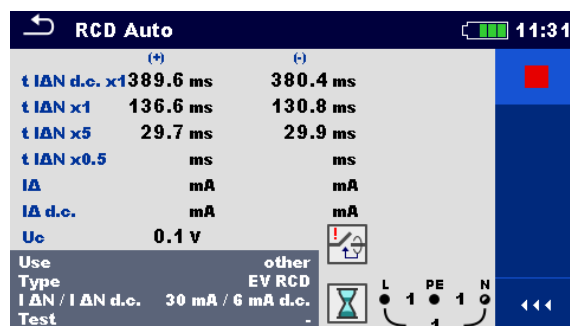 RCD Auto 11:31
(+) (-)
t IΔN d.c. x1 389.6 ms 380.4 ms
t IΔN x1 136.6 ms 130.8 ms
t IΔN x5 29.7 ms 29.9 ms
t IΔN x0.5 ms ms
IΔ mA mA
IΔ d.c. mA mA
Uc 0.1 V
Use other
Type EV RCD
I ΔN / I ΔN d.c. 30 mA / 6 mA d.c.
Test -
L PE N
1 1
1